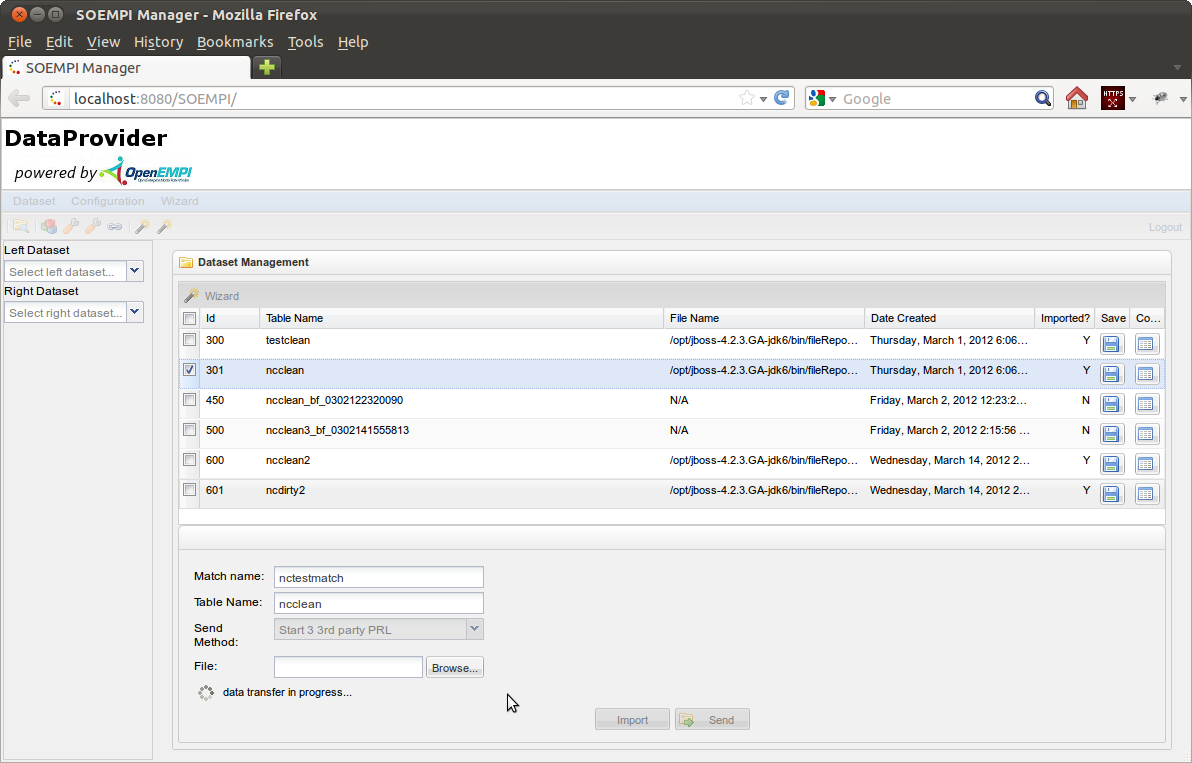 SOEMPI Manager - Mozilla Firefox
File Edit View History Bookmarks Tools Help
SOEMPI Manager
localhost:8080/SOEMPI/ Google HTTPS
DataProvider
powered by OpenEMPI
Dataset Configuration Wizard
Logout
Left Dataset
Select left dataset...
Right Dataset
Select right dataset...
Dataset Management
Wizard
Id Table Name File Name Date Created Imported? Save Co...
300 testclean /opt/jboss-4.2.3.GA-jdk6/bin/fileRepo... Thursday, March 1, 2012 6:06... Y
301 ncclean /opt/jboss-4.2.3.GA-jdk6/bin/fileRepo... Thursday, March 1, 2012 6:06... Y
450 ncclean_bf_0302122320090 N/A Friday, March 2, 2012 12:23:2... N
500 ncclean3_bf_0302141555813 N/A Friday, March 2, 2012 2:15:56 ... N
600 ncclean2 /opt/jboss-4.2.3.GA-jdk6/bin/fileRepo... Wednesday, March 14, 2012 2... Y
601 ncdirty2 /opt/jboss-4.2.3.GA-jdk6/bin/fileRepo... Wednesday, March 14, 2012 2... Y
Match name: nctestmatch
Table Name: ncclean
Send Method: Start 3 3rd party PRL
File: Browse...
data transfer in progress...
Import Send